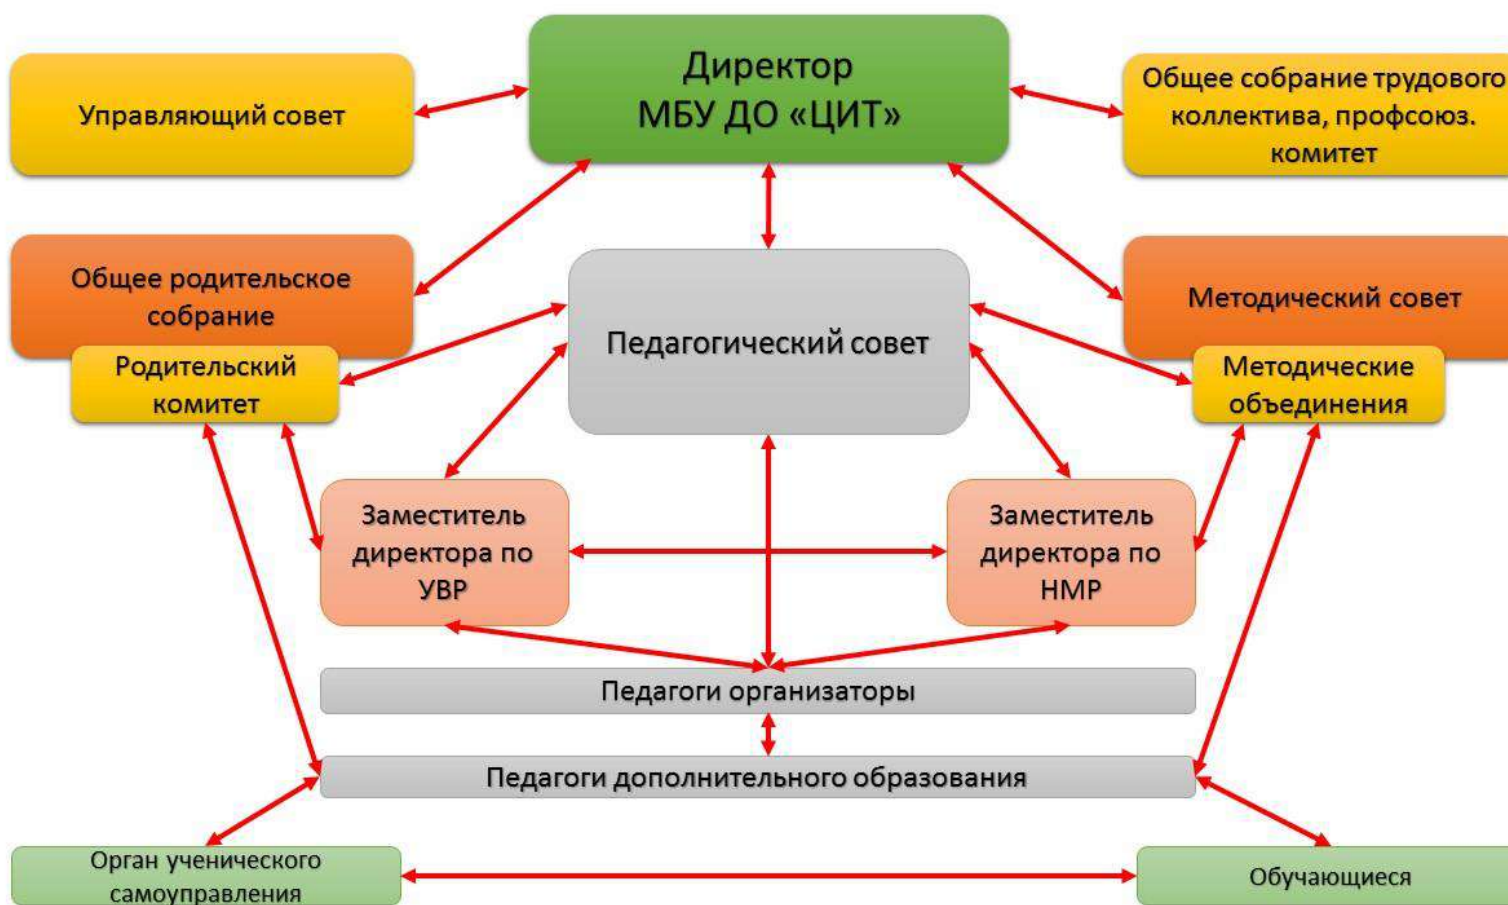 Директор
МБУ ДО «ЦИТ»
Управляющий совет
Общее собрание трудового
коллектива, профсоюз.
комитет
Общее родительское
собрание
Родительский
комитет
Педагогический совет
Методический совет
Методические
объединения
Заместитель
директора по
УВР
Заместитель
директора по
НМР
Педагоги организаторы
Педагоги дополнительного образования
Орган ученического
самоуправления
Обучающиеся